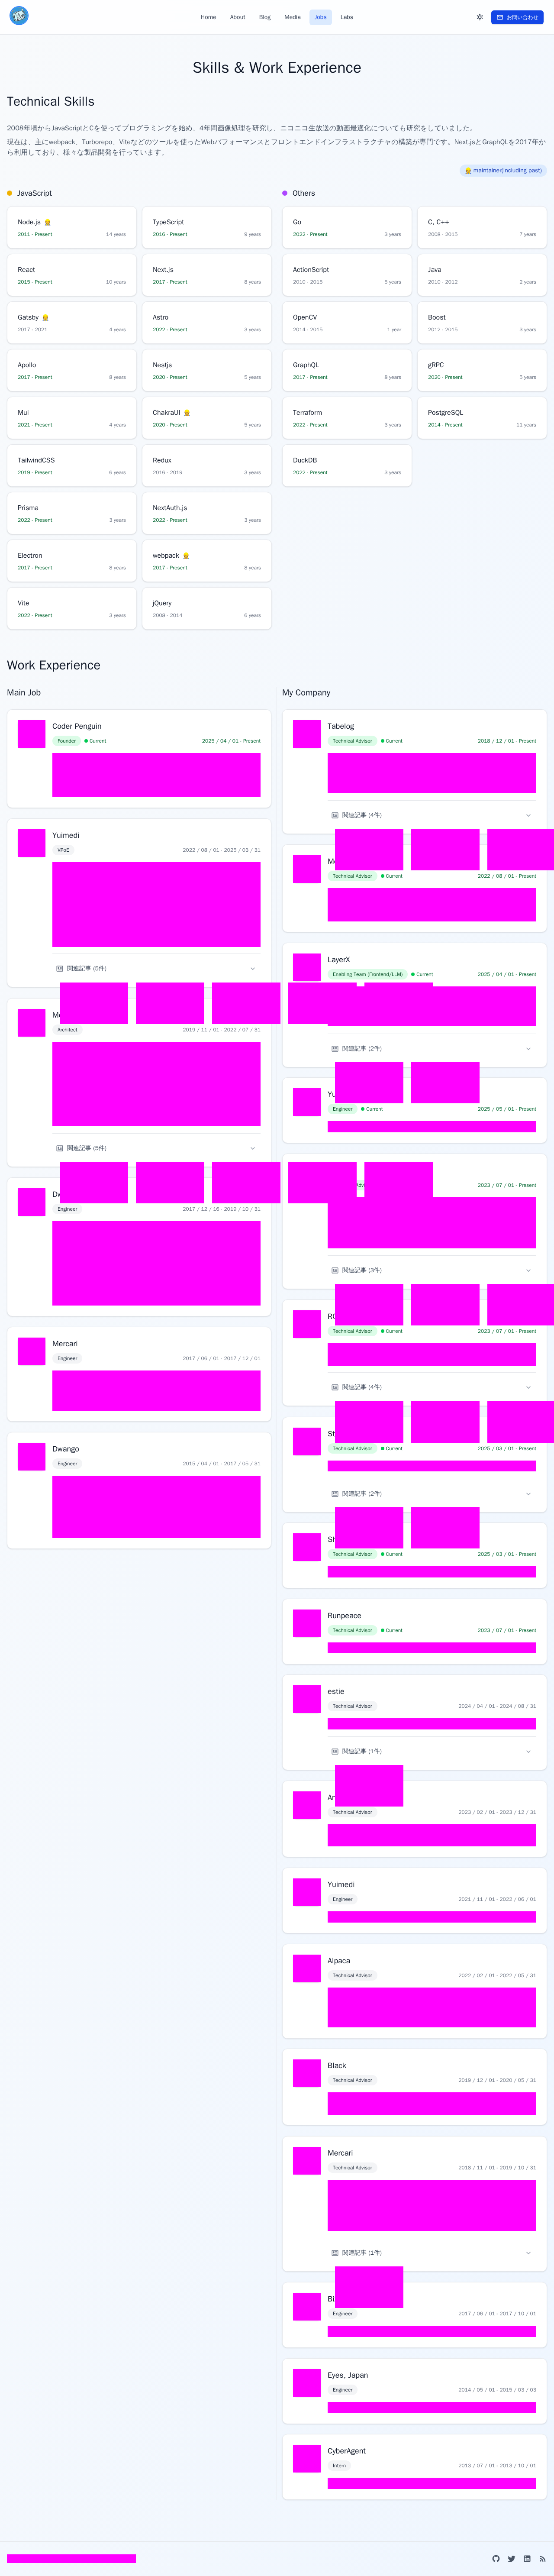 Home
About
Blog
Media
Jobs
Labs
お問い合わせ
Skills & Work Experience
Technical Skills
2008年頃からJavaScriptとCを使ってプログラミングを始め、4年間画像処理を研究し、ニコニコ生放送の動画最適化についても研究をしていました。
現在は、主にwebpack、Turborepo、Viteなどのツールを使ったWebパフォーマンスとフロントエンドインフラストラクチャの構築が専門です。Next.jsとGraphQLを2017年か
ら利用しており、様々な製品開発を行っています。
👷 maintainer(including past)
JavaScript
Node.js 👷
2011 - Present 14 years
TypeScript
2016 - Present 9 years
React
2015 - Present 10 years
Next.js
2017 - Present 8 years
Gatsby 👷
2017 - 2021 4 years
Astro
2022 - Present 3 years
Apollo
2017 - Present 8 years
Nestjs
2020 - Present 5 years
Mui
2021 - Present 4 years
ChakraUI 👷
2020 - Present 5 years
TailwindCSS
2019 - Present 6 years
Redux
2016 - 2019 3 years
Prisma
2022 - Present 3 years
NextAuth.js
2022 - Present 3 years
Electron
2017 - Present 8 years
webpack 👷
2017 - Present 8 years
Vite
2022 - Present 3 years
jQuery
2008 - 2014 6 years
Others
Go
2022 - Present 3 years
C, C++
2008 - 2015 7 years
ActionScript
2010 - 2015 5 years
Java
2010 - 2012 2 years
OpenCV
2014 - 2015 1 year
Boost
2012 - 2015 3 years
GraphQL
2017 - Present 8 years
gRPC
2020 - Present 5 years
Terraform
2022 - Present 3 years
PostgreSQL
2014 - Present 11 years
DuckDB
2022 - Present 3 years
Work Experience
Main Job
Coder Penguin
Founder Current 2025 / 04 / 01 - Present
Yuimedi
VPoE 2022 / 08 / 01 - 2025 / 03 / 31
関連記事 (5件)
Architect 2019 / 11 / 01 - 2022 / 07 / 31
関連記事 (5件)
Engineer 2017 / 12 / 16 - 2019 / 10 / 31
Mercari
Engineer 2017 / 06 / 01 - 2017 / 12 / 01
Dwango
Engineer 2015 / 04 / 01 - 2017 / 05 / 31
My Company
Tabelog
Technical Advisor Current 2018 / 12 / 01 - Present
関連記事 (4件)
Technical Advisor Current 2022 / 08 / 01 - Present
LayerX
Enabling Team (Frontend/LLM) Current 2025 / 04 / 01 - Present
関連記事 (2件)
Engineer Current 2025 / 05 / 01 - Present
2023 / 07 / 01 - Present
関連記事 (3件)
Technical Advisor Current 2023 / 07 / 01 - Present
関連記事 (4件)
Technical Advisor Current 2025 / 03 / 01 - Present
関連記事 (2件)
Technical Advisor Current 2025 / 03 / 01 - Present
Runpeace
Technical Advisor Current 2023 / 07 / 01 - Present
estie
Technical Advisor 2024 / 04 / 01 - 2024 / 08 / 31
関連記事 (1件)
Technical Advisor 2023 / 02 / 01 - 2023 / 12 / 31
Yuimedi
Engineer 2021 / 11 / 01 - 2022 / 06 / 01
Alpaca
Technical Advisor 2022 / 02 / 01 - 2022 / 05 / 31
Black
Technical Advisor 2019 / 12 / 01 - 2020 / 05 / 31
Mercari
Technical Advisor 2018 / 11 / 01 - 2019 / 10 / 31
関連記事 (1件)
Engineer 2017 / 06 / 01 - 2017 / 10 / 01
Eyes, Japan
Engineer 2014 / 05 / 01 - 2015 / 03 / 03
CyberAgent
Intern 2013 / 07 / 01 - 2013 / 10 / 01